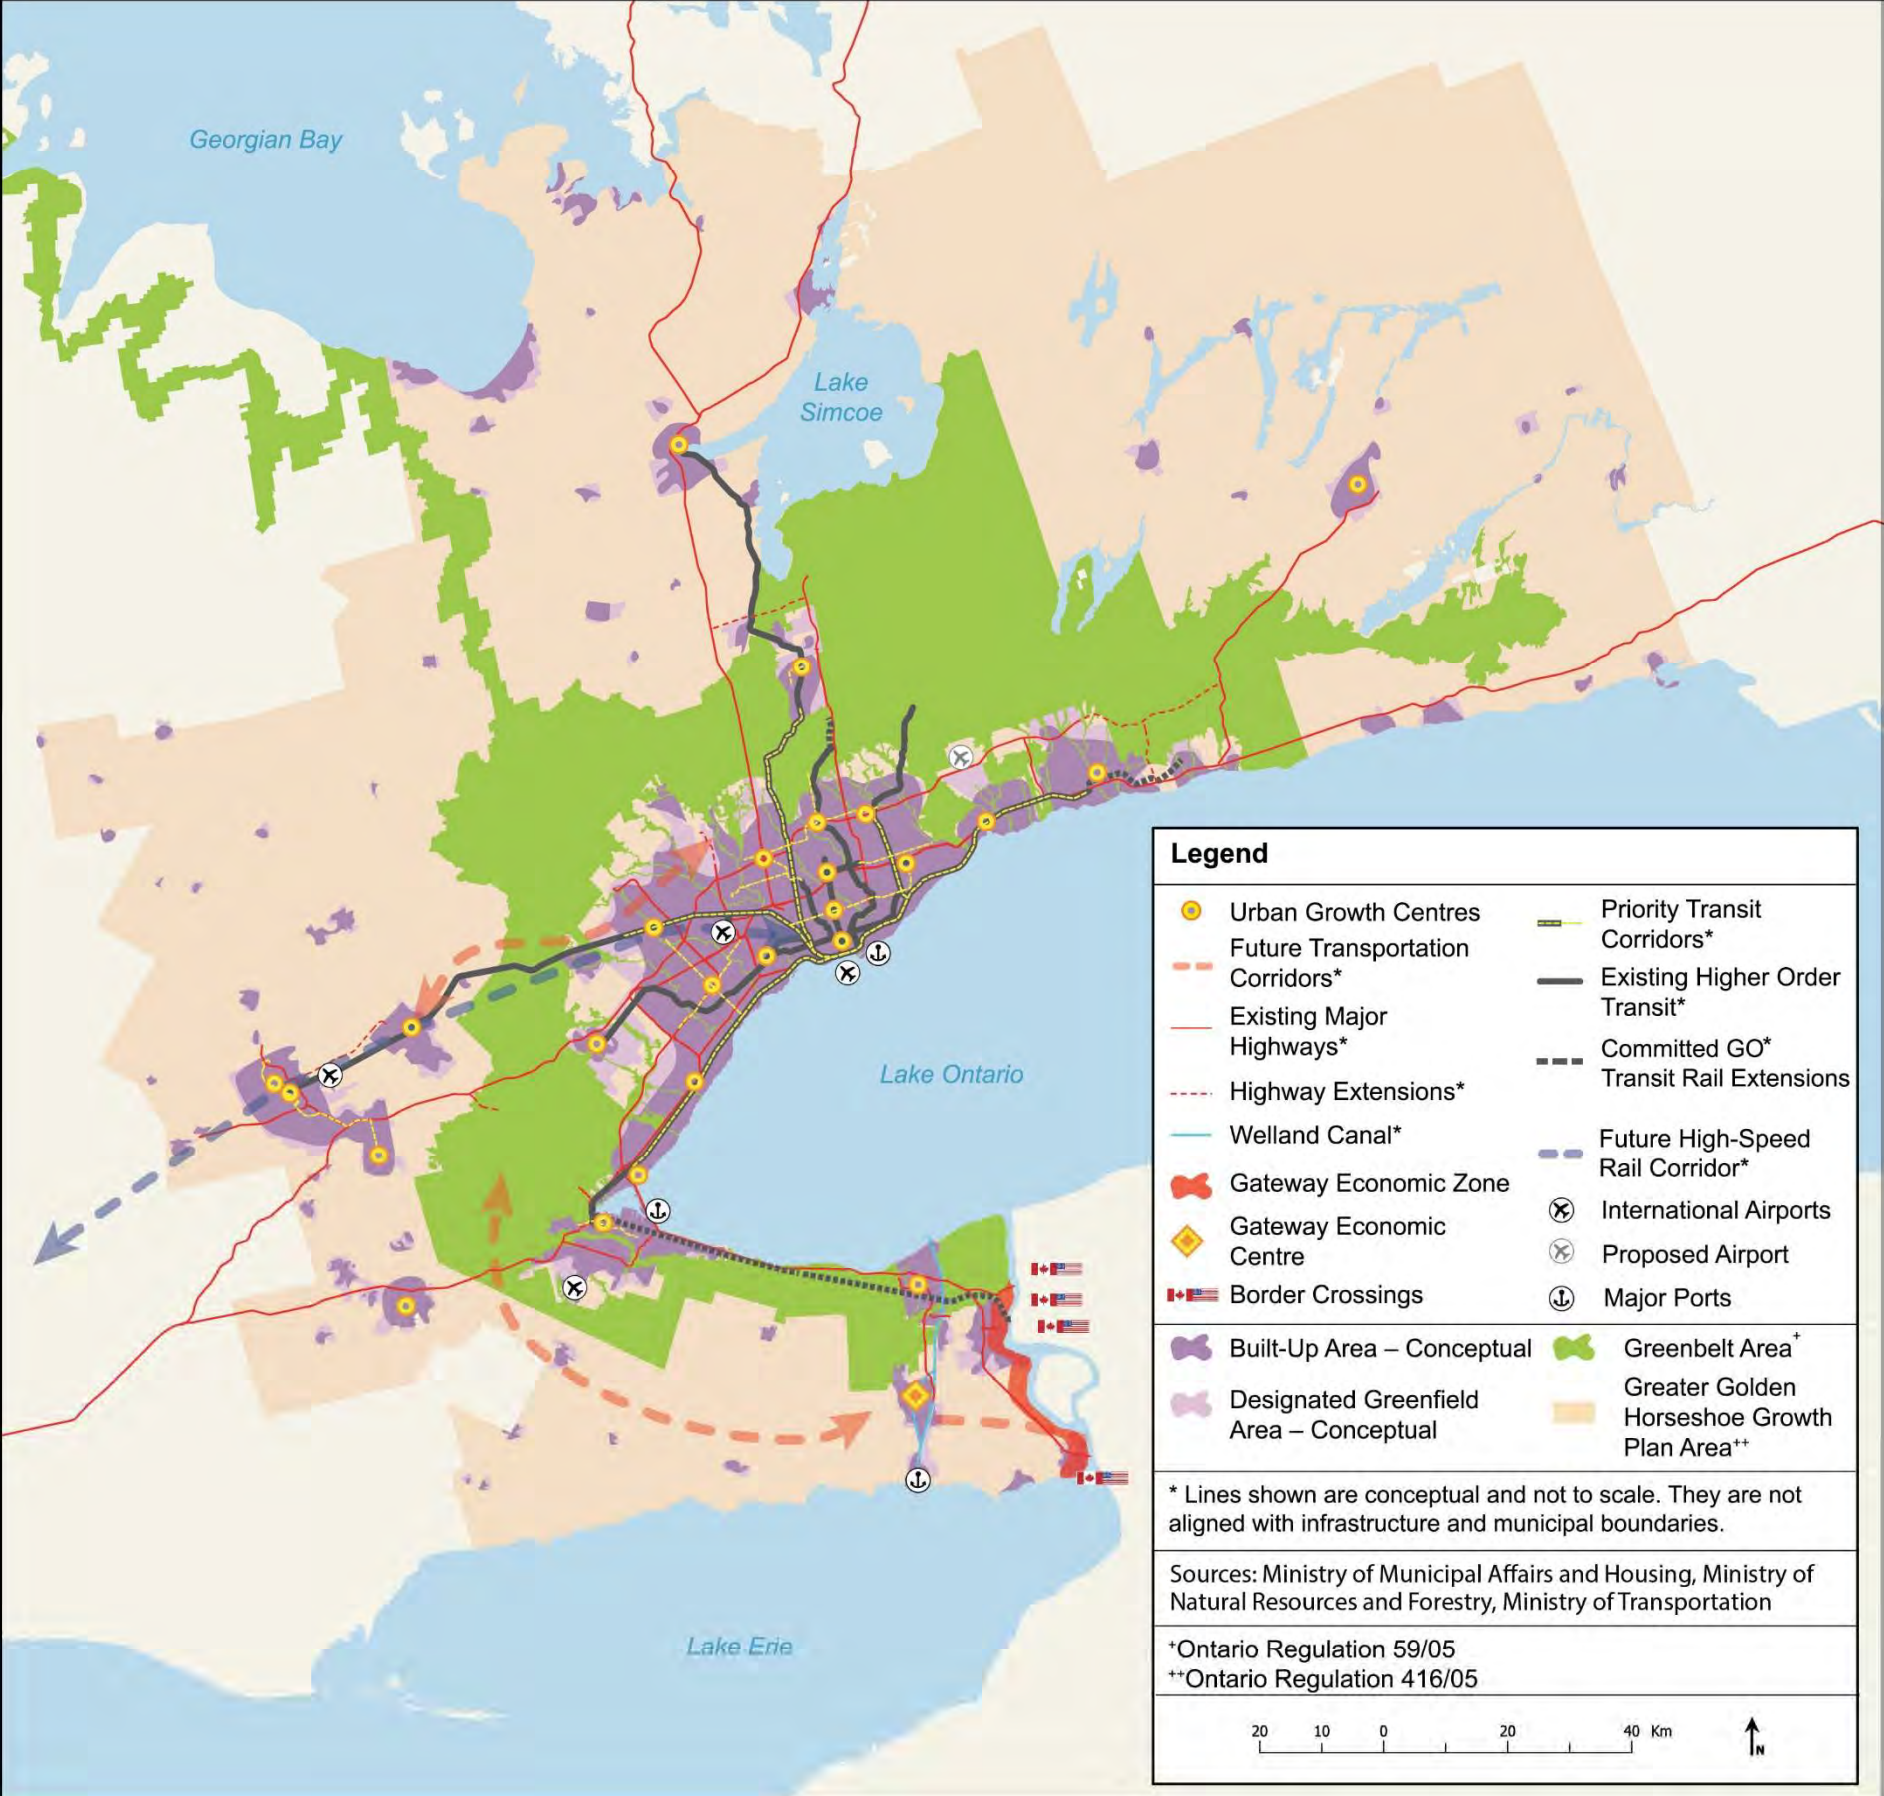 Georgian Bay
Lake
Simcoe
Lake Ontario
Lake Erie
Legend
Urban Growth Centres
Future Transportation
Corridors*
Existing Major
Highways*
Highway Extensions*
Welland Canal*
Gateway Economic Zone
Gateway Economic
Centre
Border Crossings
Priority Transit
Corridors*
Existing Higher Order
Transit*
Committed GO*
Transit Rail Extensions
Future High-Speed
Rail Corridor*
International Airports
Proposed Airport
Major Ports
Built-Up Area – Conceptual
Designated Greenfield
Area – Conceptual
Greenbelt Area+
Greater Golden
Horseshoe Growth
Plan Area++
* Lines shown are conceptual and not to scale. They are not
aligned with infrastructure and municipal boundaries.
Sources: Ministry of Municipal Affairs and Housing, Ministry of
Natural Resources and Forestry, Ministry of Transportation
+Ontario Regulation 59/05
++Ontario Regulation 416/05
20 10 0 20 40 Km
N